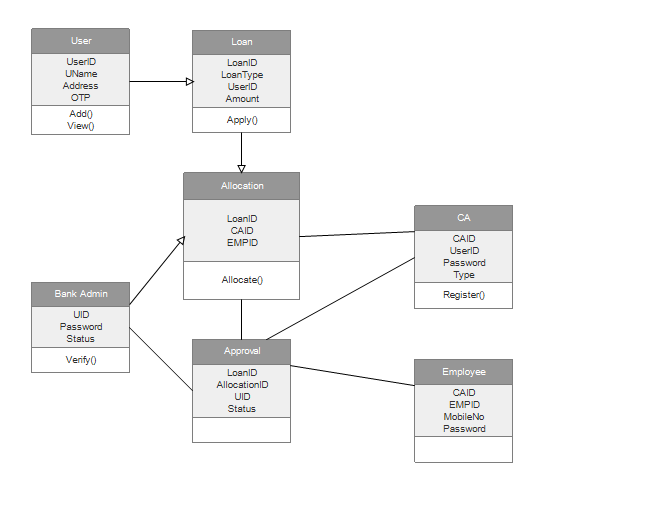 User
UserID
UName
Address
OTP
Add()
View()
Loan
LoanID
LoanType
UserID
Amount
Apply()
Allocation
LoanID
CAID
EMPID
Allocate()
CA
CAID
UserID
Password
Type
Register()
Bank Admin
UID
Password
Status
Verify()
Approval
LoanID
AllocationID
UID
Status
Employee
CAID
EMPID
MobileNo
Password